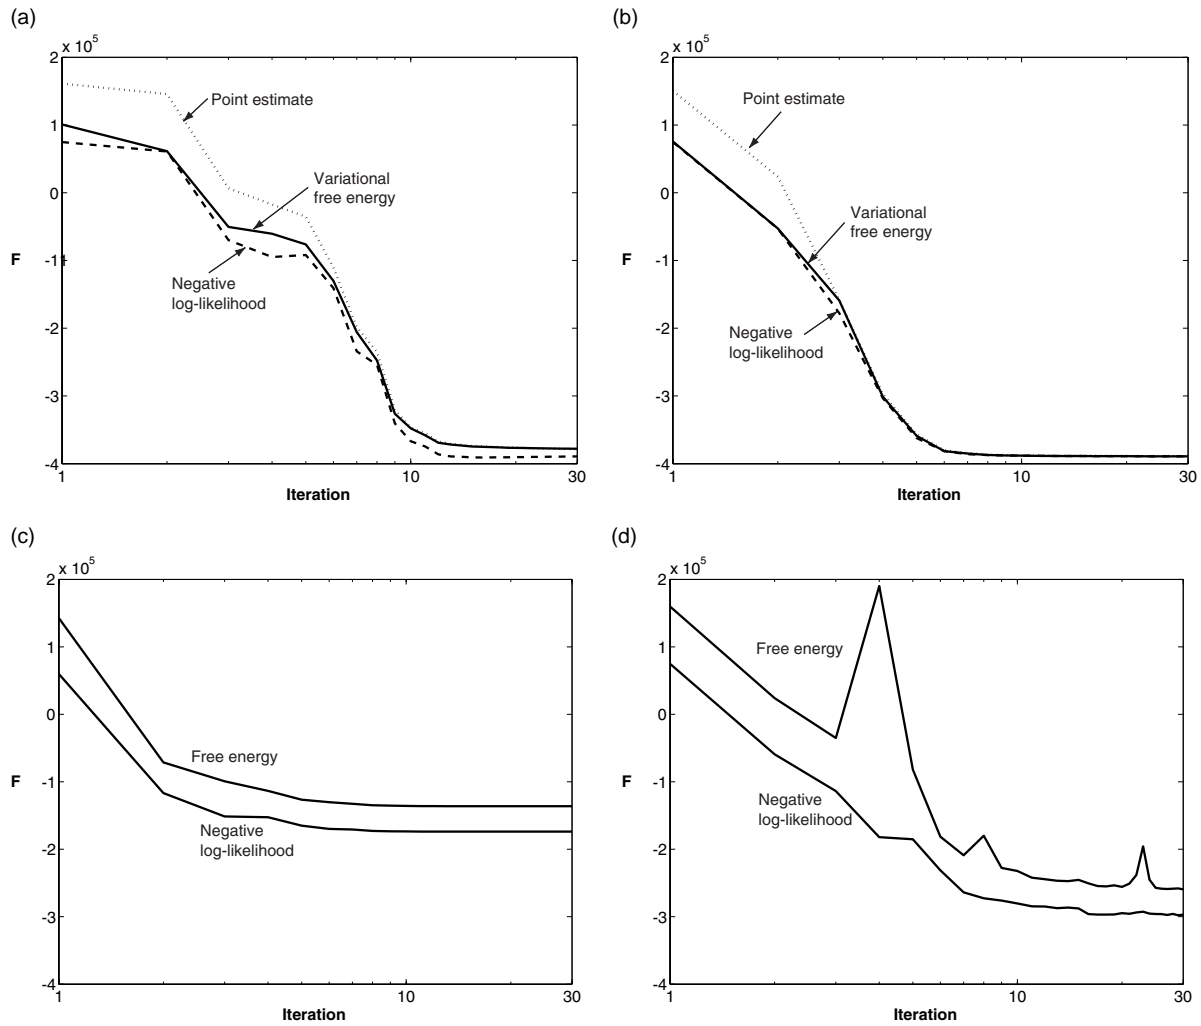 (a)
x 10^5
2
1
0
-1
-2
-3
-4
F
Point estimate
Variational
free energy
Negative
log-likelihood
1
10
30
Iteration
(b)
x 10^5
2
1
0
-1
-2
-3
-4
F
Point estimate
Variational
free energy
Negative
log-likelihood
1
10
30
Iteration
(c)
x 10^5
2
1
0
-1
-2
-3
-4
F
Free energy
Negative
log-likelihood
1
10
30
Iteration
(d)
x 10^5
2
1
0
-1
-2
-3
-4
F
Free energy
Negative
log-likelihood
1
10
30
Iteration